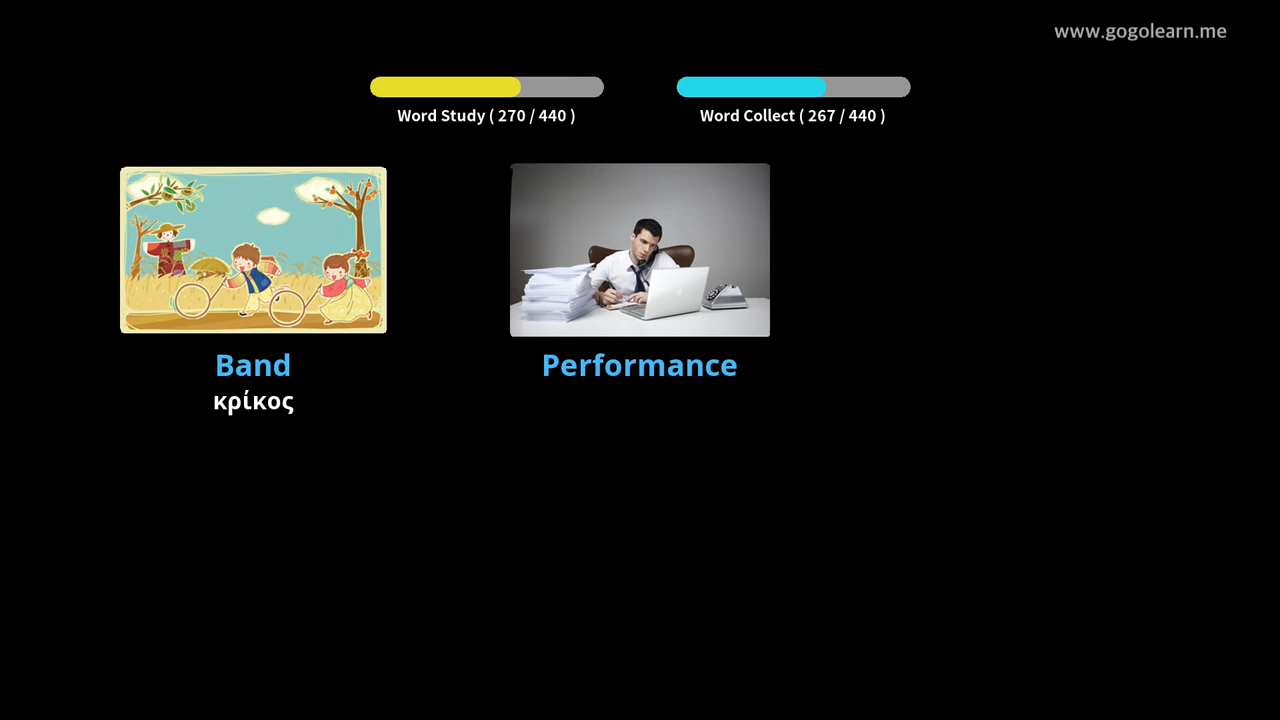 www.gogolearn.me
Word Study ( 270 / 440 )
Word Collect ( 267 / 440 )
Band
κρίκος
Performance